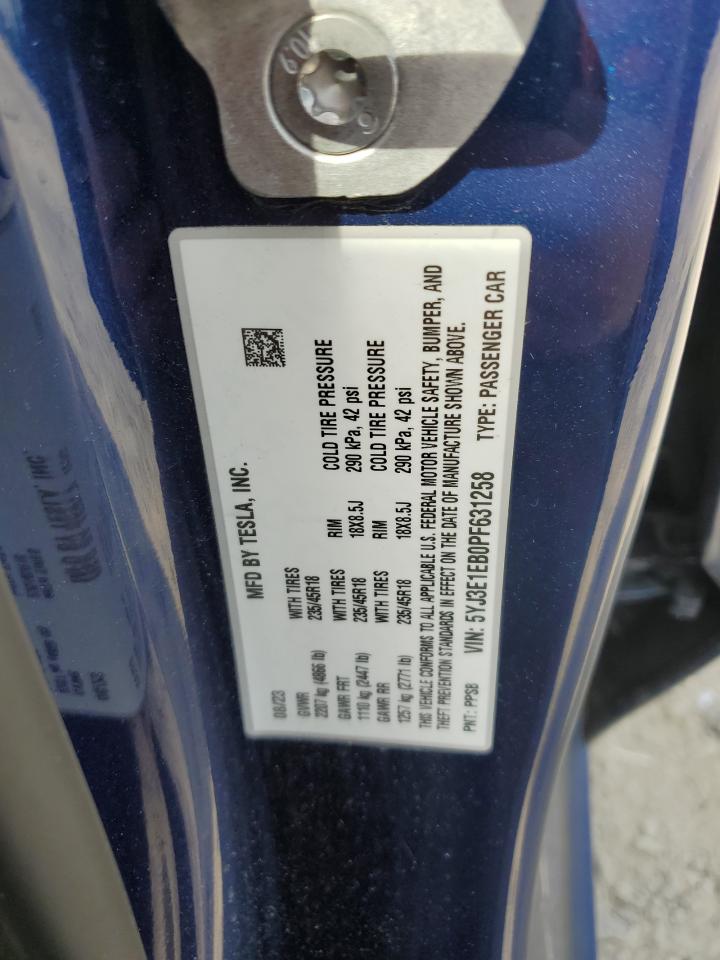 10.9
MFD BY TESLA, INC.
08/23
GVWR WITH TIRES
2207 kg (4866 lb) 235/45R18
GAWR FRT WITH TIRES RIM COLD TIRE PRESSURE
1110 kg (2447 lb) 235/45R18 18X8.5J 290 kPa, 42 psi
GAWR RR WITH TIRES RIM COLD TIRE PRESSURE
1257 kg (2771 lb) 235/45R18 18X8.5J 290 kPa, 42 psi
THIS VEHICLE CONFORMS TO ALL APPLICABLE U.S. FEDERAL MOTOR VEHICLE SAFETY, BUMPER, AND
THEFT PREVENTION STANDARDS IN EFFECT ON THE DATE OF MANUFACTURE SHOWN ABOVE.
PNT: PPSB VIN: 5YJ3E1EB0PF631258 TYPE: PASSENGER CAR